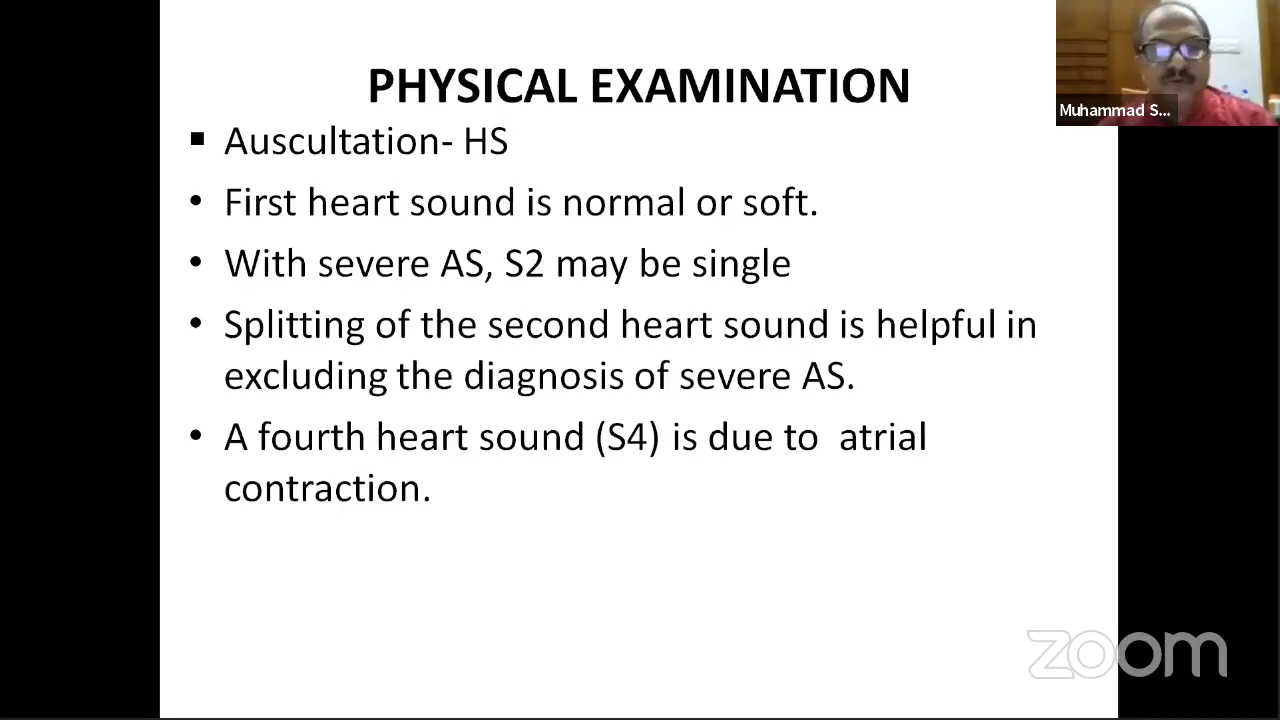 PHYSICAL EXAMINATION
▪ Auscultation- HS
• First heart sound is normal or soft.
• With severe AS, S2 may be single
• Splitting of the second heart sound is helpful in
excluding the diagnosis of severe AS.
• A fourth heart sound (S4) is due to atrial
contraction.
Muhammad S...
zoom